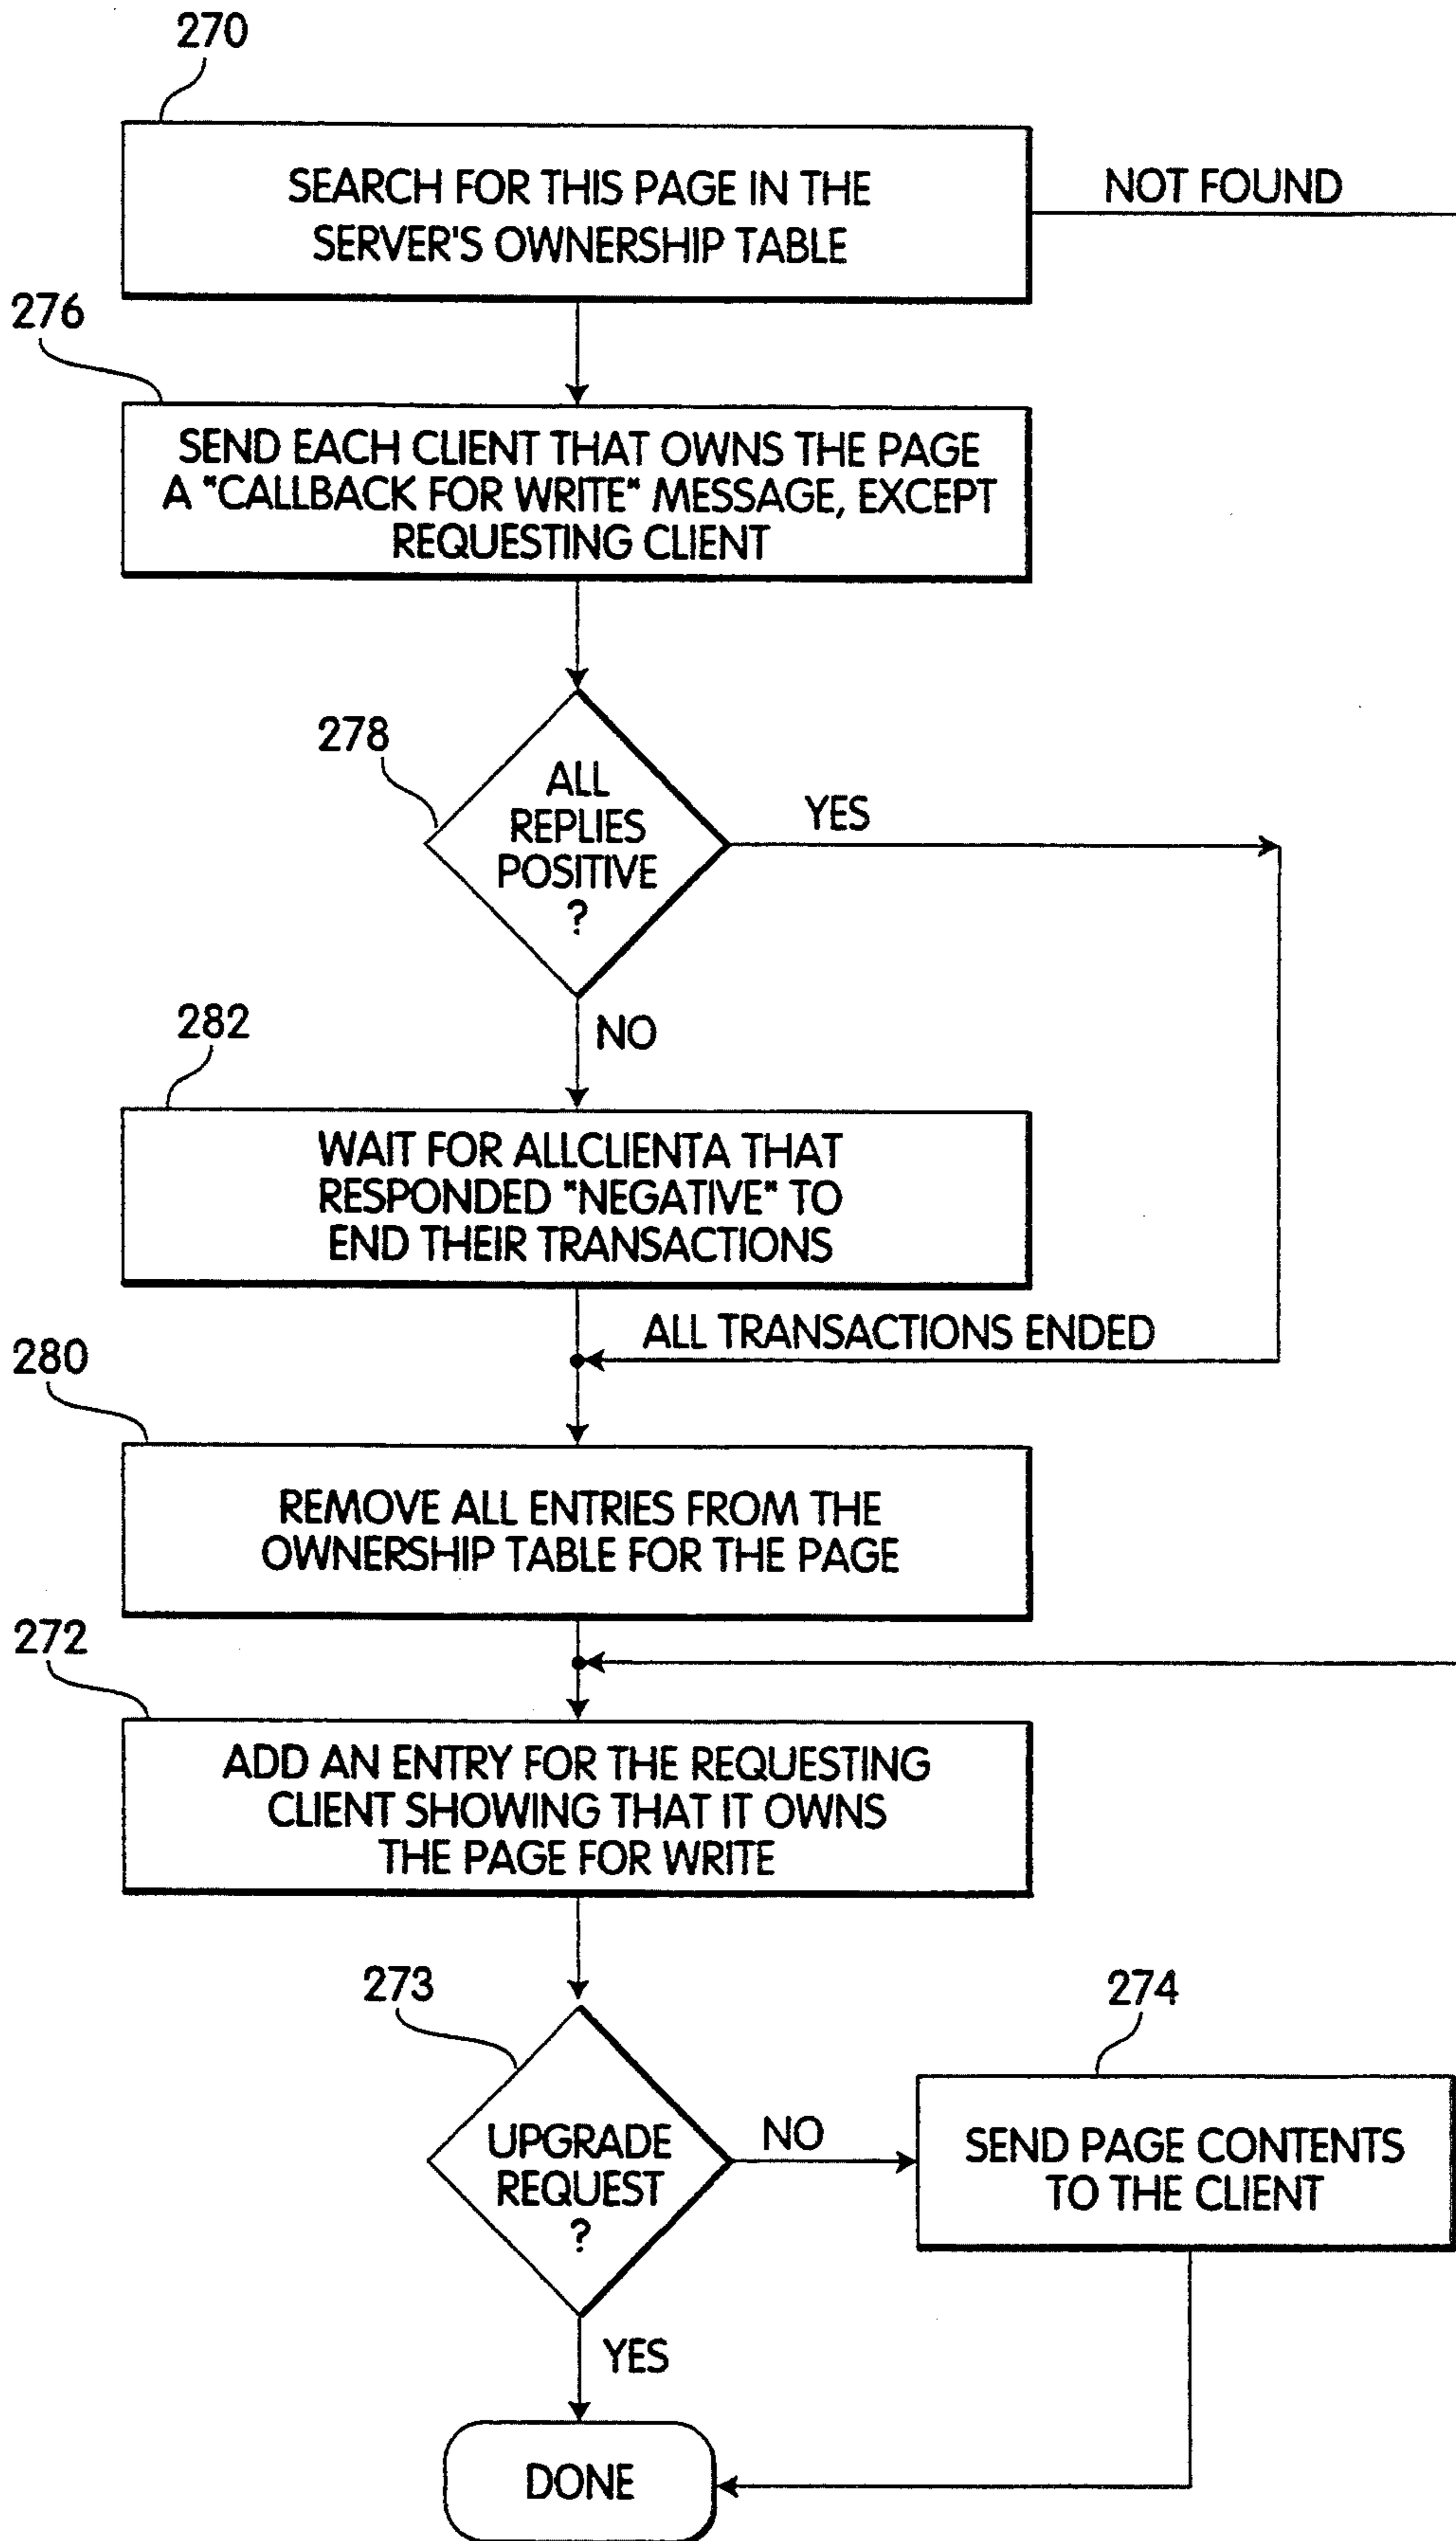 270
SEARCH FOR THIS PAGE IN THE
SERVER'S OWNERSHIP TABLE
NOT FOUND
276
SEND EACH CLIENT THAT OWNS THE PAGE
A "CALLBACK FOR WRITE" MESSAGE, EXCEPT
REQUESTING CLIENT
278
ALL
REPLIES
POSITIVE
?
YES
NO
282
WAIT FOR ALLCLIENTA THAT
RESPONDED "NEGATIVE" TO
END THEIR TRANSACTIONS
ALL TRANSACTIONS ENDED
280
REMOVE ALL ENTRIES FROM THE
OWNERSHIP TABLE FOR THE PAGE
272
ADD AN ENTRY FOR THE REQUESTING
CLIENT SHOWING THAT IT OWNS
THE PAGE FOR WRITE
273
UPGRADE
REQUEST
?
NO
274
SEND PAGE CONTENTS
TO THE CLIENT
YES
DONE